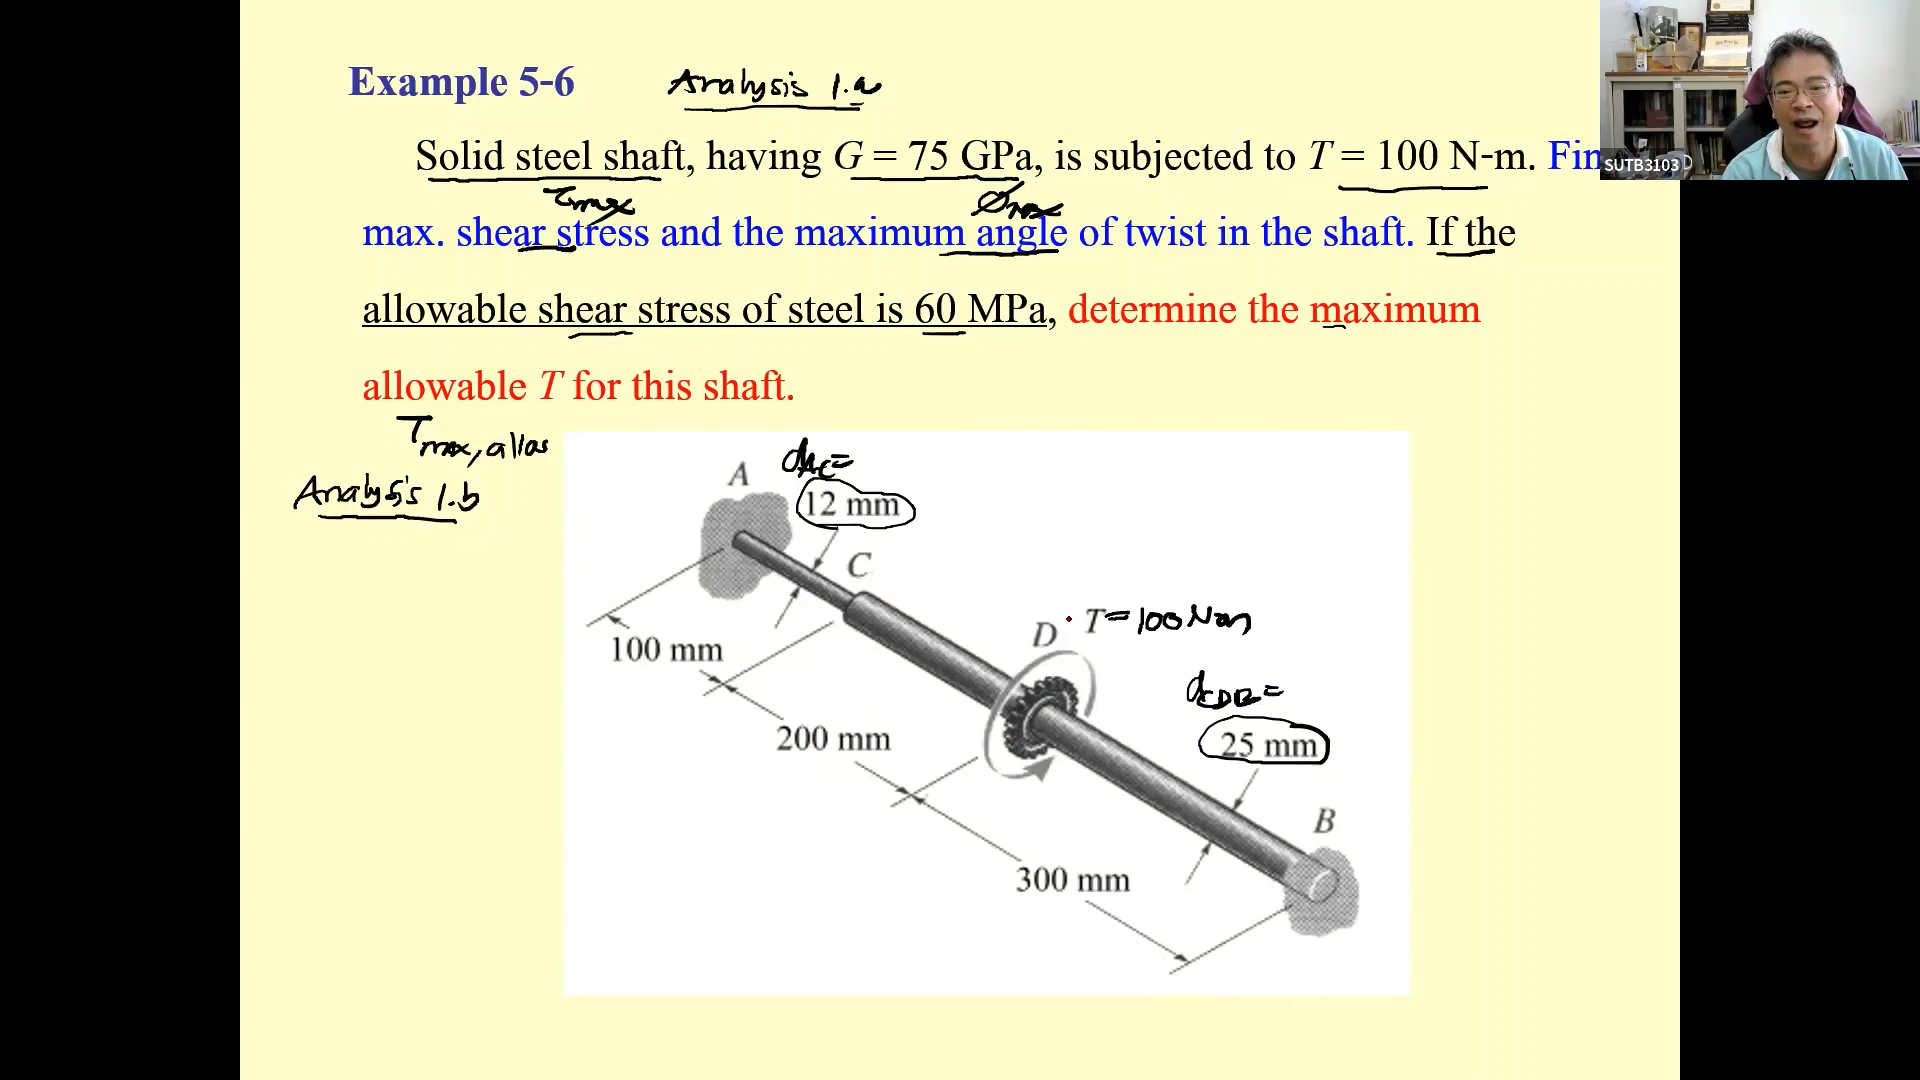 Example 5-6
Analysis 1.a
Solid steel shaft, having G = 75 GPa, is subjected to T = 100 N-m. Fin
SUTB3103
τmax
ϕmax
max. shear stress and the maximum angle of twist in the shaft. If the
allowable shear stress of steel is 60 MPa, determine the maximum
allowable T for this shaft.
Tmax, allow
Analysis 1.b
dAC =
A
12 mm
C
D
T = 100 N-m
100 mm
dCDB =
200 mm
25 mm
B
300 mm